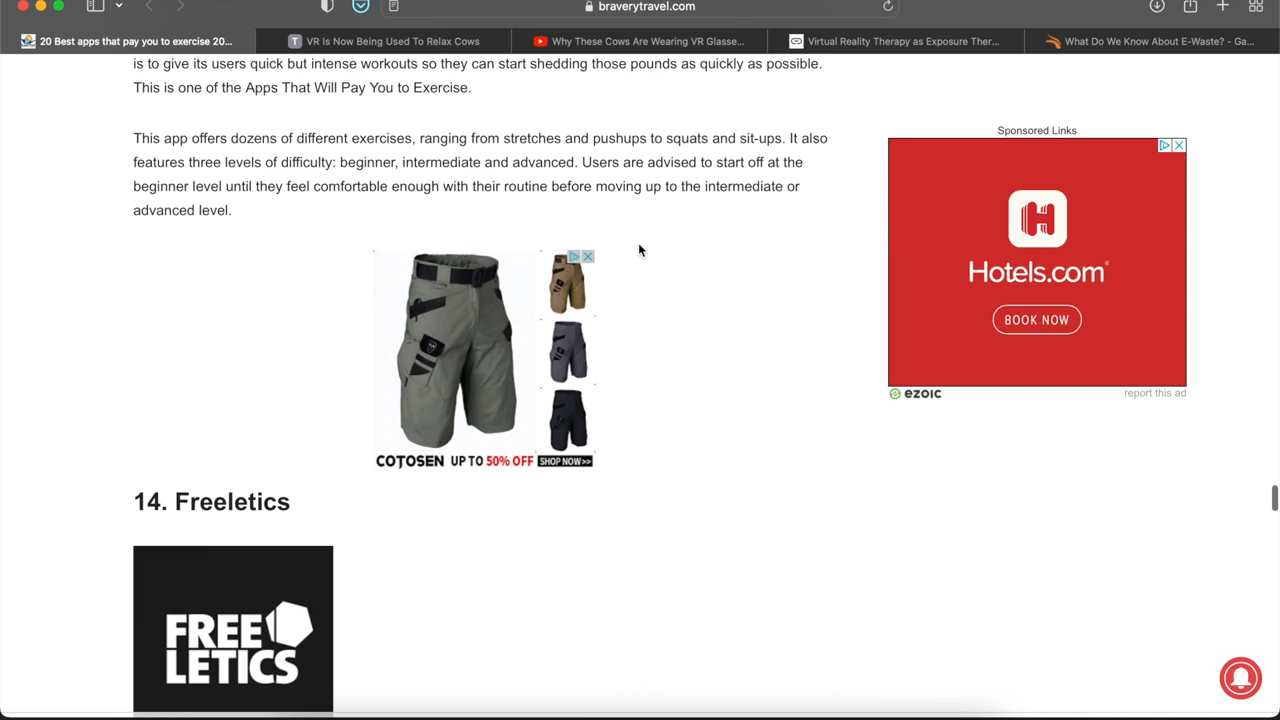 braverytravel.com
20 Best apps that pay you to exercise 20...
VR Is Now Being Used To Relax Cows
Why These Cows Are Wearing VR Glasse...
Virtual Reality Therapy as Exposure Ther...
What Do We Know About E-Waste? - Ga...
is to give its users quick but intense workouts so they can start shedding those pounds as quickly as possible.
This is one of the Apps That Will Pay You to Exercise.
This app offers dozens of different exercises, ranging from stretches and pushups to squats and sit-ups. It also
features three levels of difficulty: beginner, intermediate and advanced. Users are advised to start off at the
beginner level until they feel comfortable enough with their routine before moving up to the intermediate or
advanced level.
Sponsored Links
Hotels.com®
BOOK NOW
ezoic
report this ad
COTOSEN UP TO 50% OFF SHOP NOW>>
14. Freeletics
FREE
LETICS